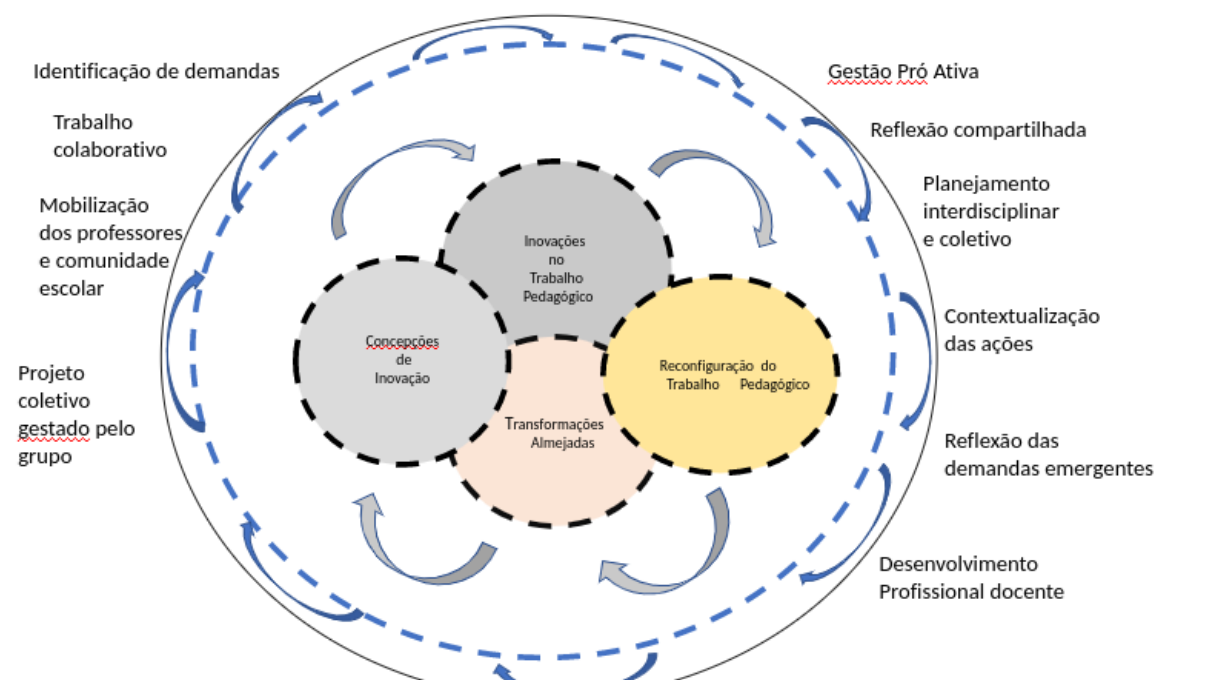 Identificação de demandas
Trabalho
colaborativo
Mobilização
dos professores
e comunidade
escolar
Projeto
coletivo
gestado pelo
grupo
Inovações
no
Trabalho
Pedagógico
Concepções
de
Inovação
Reconfiguração do
Trabalho Pedagógico
Transformações
Almejadas
Gestão Pró Ativa
Reflexão compartilhada
Planejamento
interdisciplinar
e coletivo
Contextualização
das ações
Reflexão das
demandas emergentes
Desenvolvimento
Profissional docente